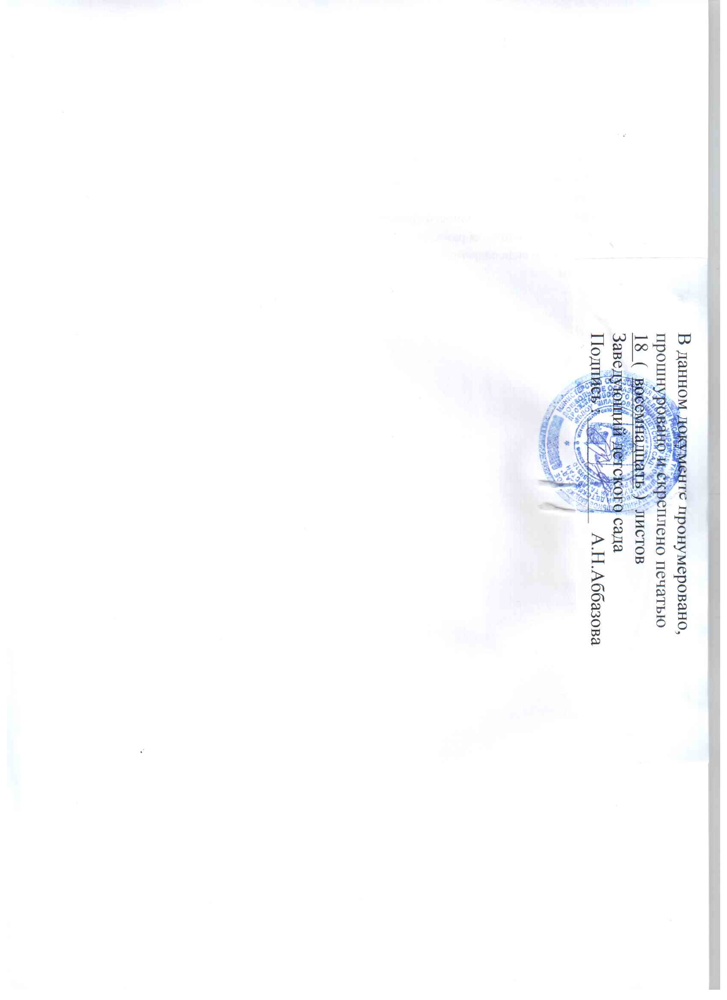 В данном документе пронумеровано,
прошнуровано и скреплено печатью
18 ( восемнадцать ) листов
Заведующий детского сада
Подпись : А.Н.Аббазова